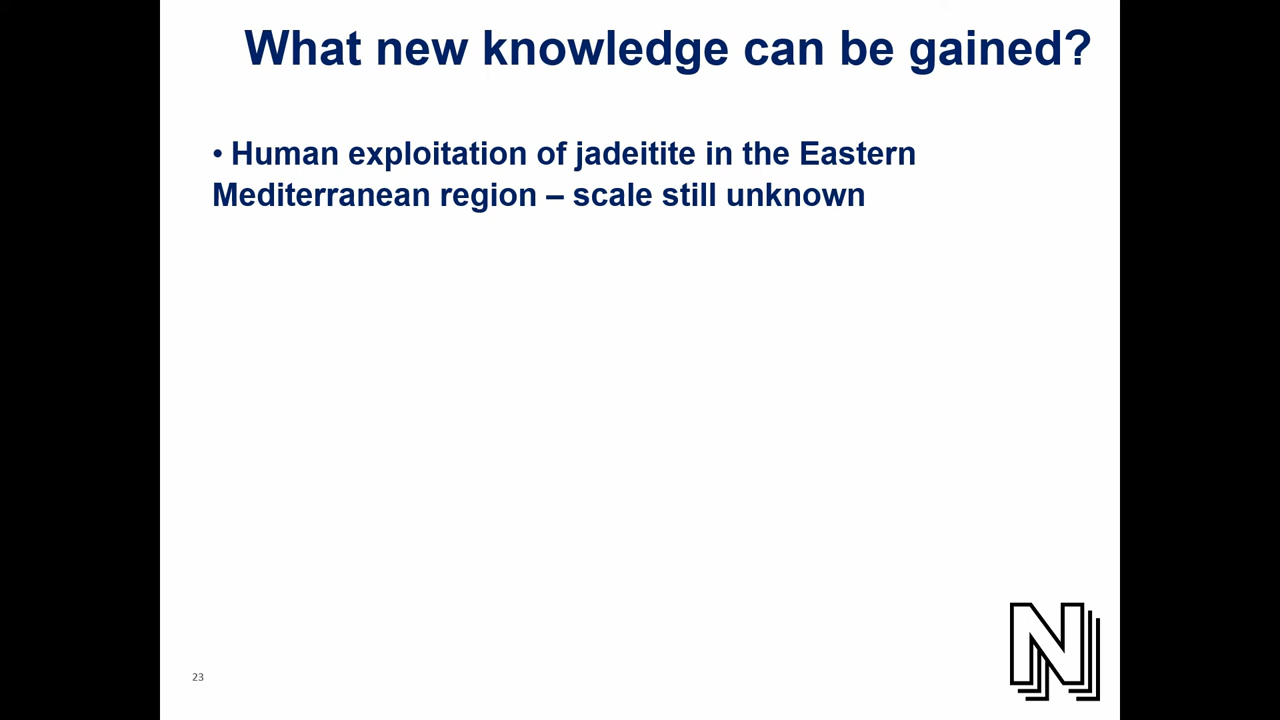 What new knowledge can be gained?
• Human exploitation of jadeitite in the Eastern
Mediterranean region – scale still unknown
N
23